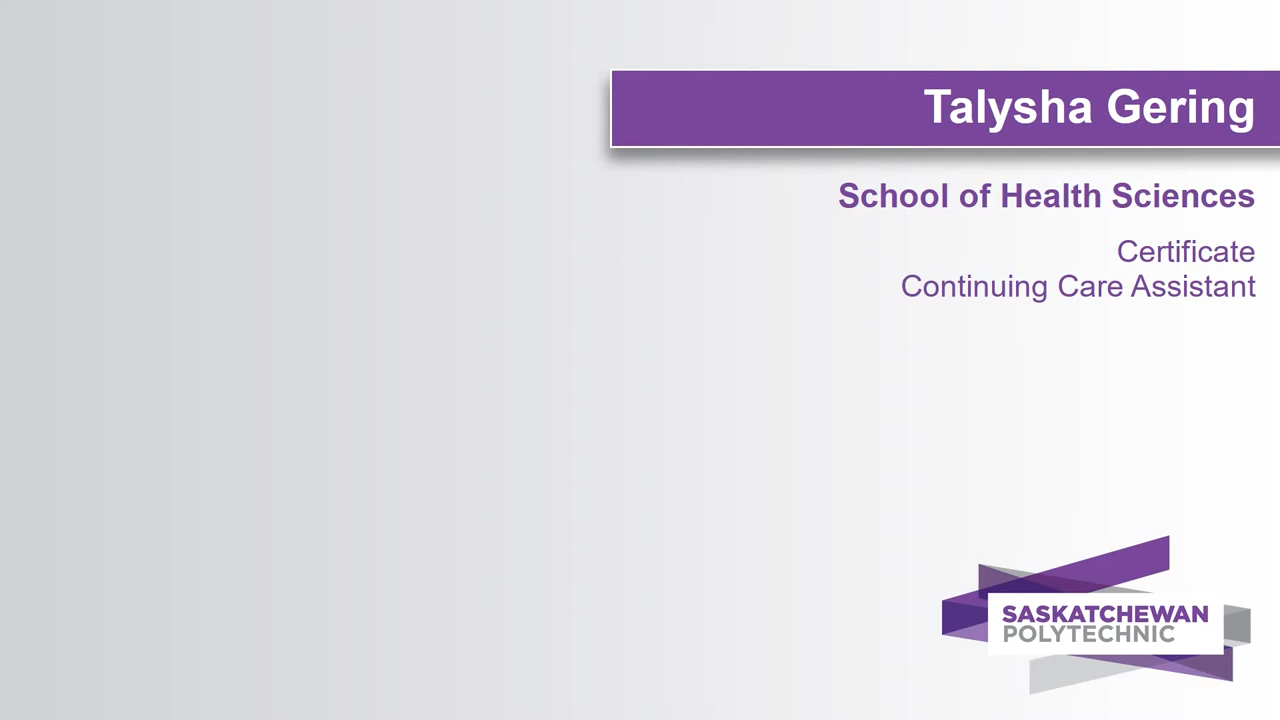 Talysha Gering
School of Health Sciences
Certificate
Continuing Care Assistant
SASKATCHEWAN
POLYTECHNIC